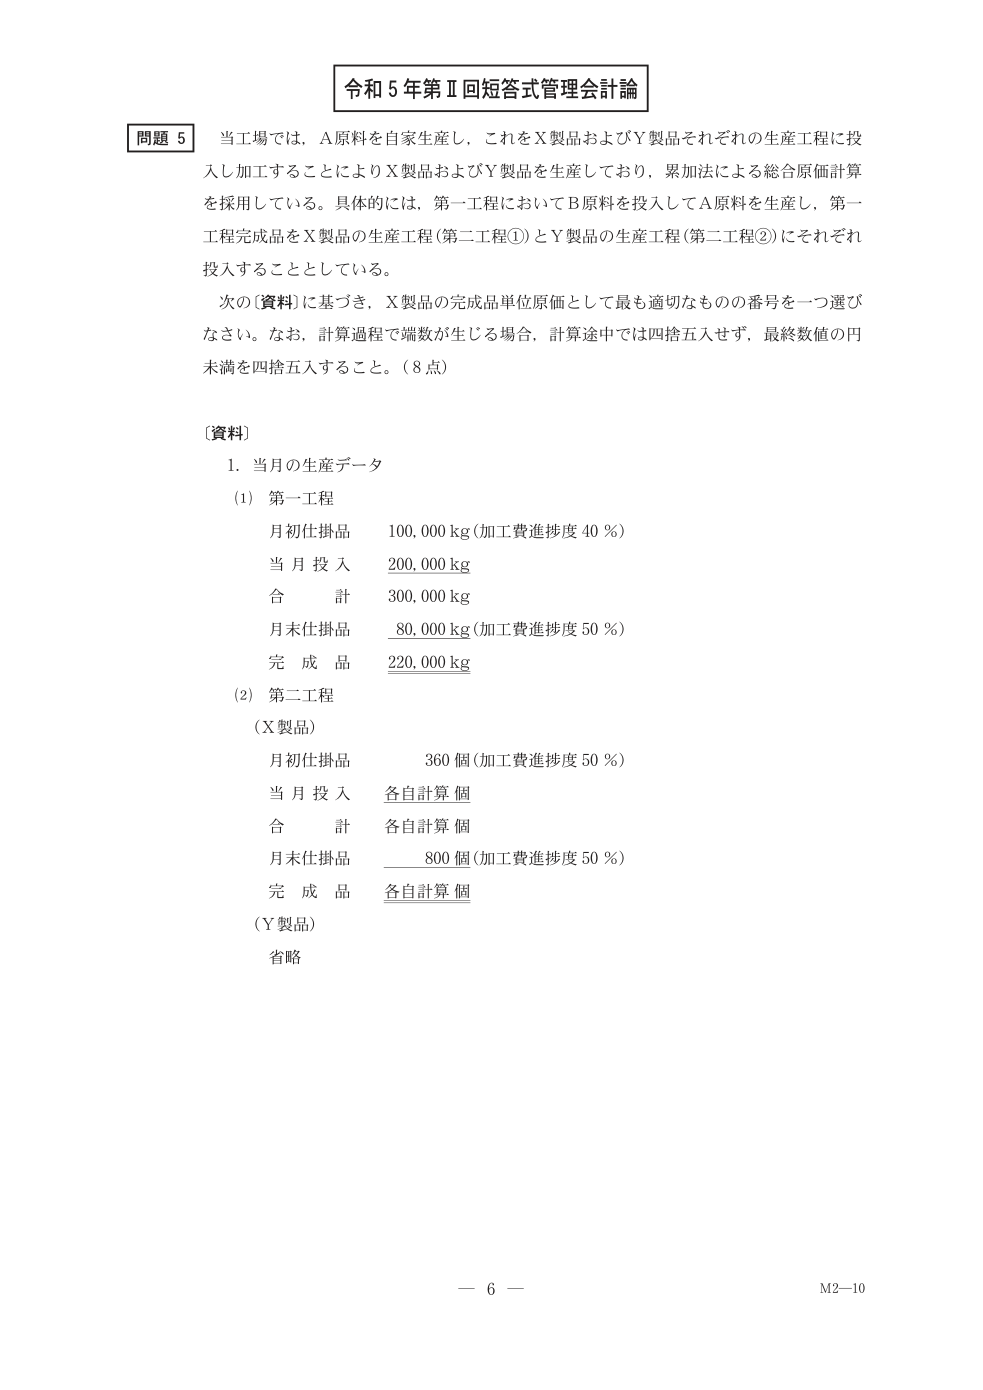 令和5年第Ⅱ回短答式管理会計論
問題 5　当工場では，A原料を自家生産し，これをX製品およびY製品それぞれの生産工程に投
入し加工することによりX製品およびY製品を生産しており，累加法による総合原価計算
を採用している。具体的には，第一工程においてB原料を投入してA原料を生産し，第一
工程完成品をX製品の生産工程(第二工程①)とY製品の生産工程(第二工程②)にそれぞれ
投入することとしている。
次の〔資料〕に基づき，X製品の完成品単位原価として最も適切なものの番号を一つ選び
なさい。なお，計算過程で端数が生じる場合，計算途中では四捨五入せず，最終数値の円
未満を四捨五入すること。(8点)
〔資料〕
1．当月の生産データ
(1)　第一工程
月初仕掛品　100,000 kg(加工費進捗度 40 %)
当月投入　200,000 kg
合計　300,000 kg
月末仕掛品　80,000 kg(加工費進捗度 50 %)
完成品　220,000 kg
(2)　第二工程
(X製品)
月初仕掛品　360 個(加工費進捗度 50 %)
当月投入　各自計算 個
合計　各自計算 個
月末仕掛品　800 個(加工費進捗度 50 %)
完成品　各自計算 個
(Y製品)
省略
― 6 ―　M2―10